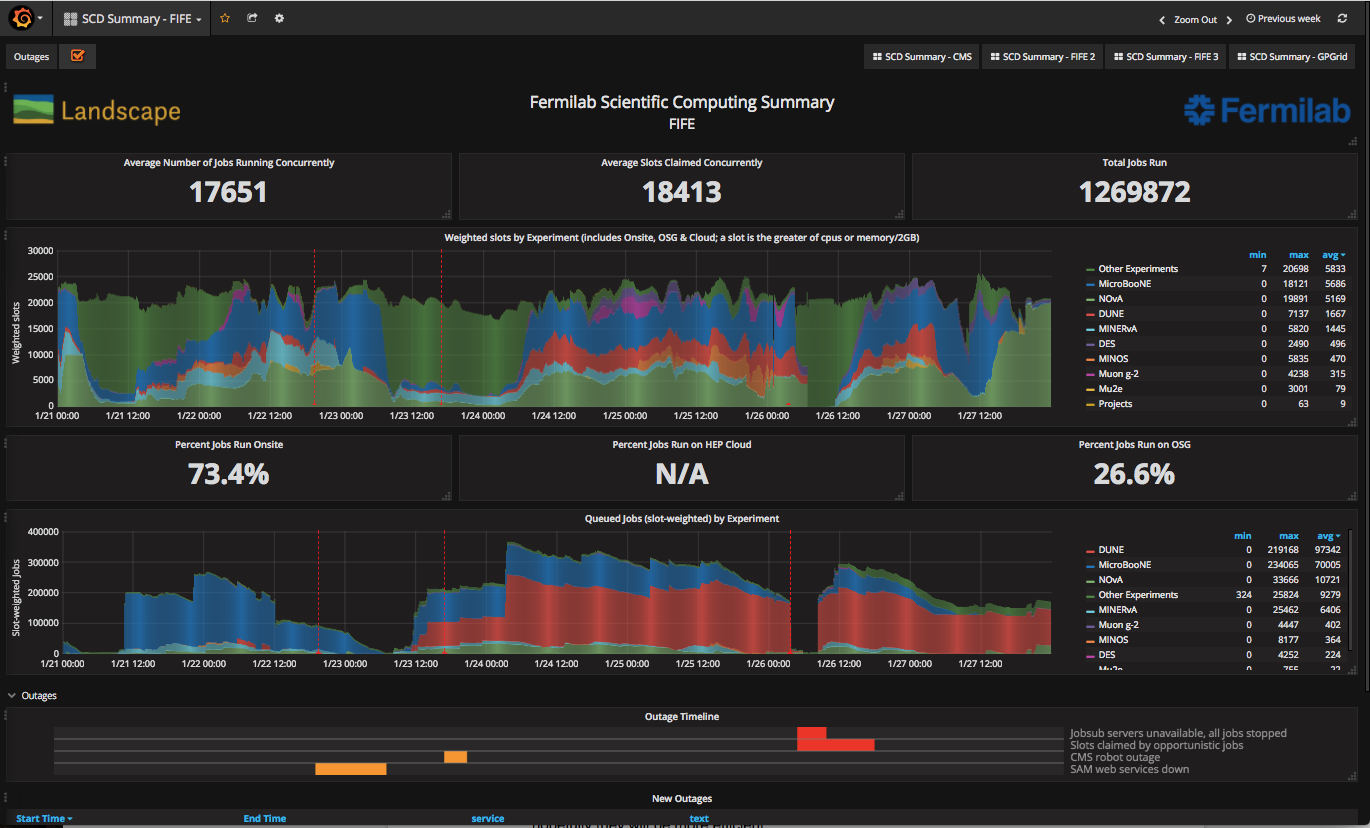 SCD Summary - FIFE
Zoom Out
Previous week
Outages
SCD Summary - CMS
SCD Summary - FIFE 2
SCD Summary - FIFE 3
SCD Summary - GPGrid
Landscape
Fermilab Scientific Computing Summary
FIFE
Fermilab
Average Number of Jobs Running Concurrently
17651
Average Slots Claimed Concurrently
18413
Total Jobs Run
1269872
Weighted slots by Experiment (includes Onsite, OSG & Cloud; a slot is the greater of cpus or memory/2GB)
Weighted slots
30000
25000
20000
15000
10000
5000
0
1/21 00:00 1/21 12:00 1/22 00:00 1/22 12:00 1/23 00:00 1/23 12:00 1/24 00:00 1/24 12:00 1/25 00:00 1/25 12:00 1/26 00:00 1/26 12:00 1/27 00:00 1/27 12:00
min max avg
Other Experiments 7 20698 5833
MicroBooNE 0 18121 5686
NOvA 0 19891 5169
DUNE 0 7137 1667
MINERvA 0 5820 1445
DES 0 2490 496
MINOS 0 5835 470
Muon g-2 0 4238 315
Mu2e 0 3001 79
Projects 0 63 9
Percent Jobs Run Onsite
73.4%
Percent Jobs Run on HEP Cloud
N/A
Percent Jobs Run on OSG
26.6%
Queued Jobs (slot-weighted) by Experiment
Slot-weighted Jobs
400000
300000
200000
100000
0
1/21 00:00 1/21 12:00 1/22 00:00 1/22 12:00 1/23 00:00 1/23 12:00 1/24 00:00 1/24 12:00 1/25 00:00 1/25 12:00 1/26 00:00 1/26 12:00 1/27 00:00 1/27 12:00
min max avg
DUNE 0 219168 97342
MicroBooNE 0 234065 70005
NOvA 0 33666 10721
Other Experiments 324 25824 9279
MINERvA 0 25462 6406
Muon g-2 0 4447 402
MINOS 0 8177 364
DES 0 4252 224
Mu2e 0 755 22
Outages
Outage Timeline
Jobsub servers unavailable, all jobs stopped
Slots claimed by opportunistic jobs
CMS robot outage
SAM web services down
New Outages
Start Time End Time service text